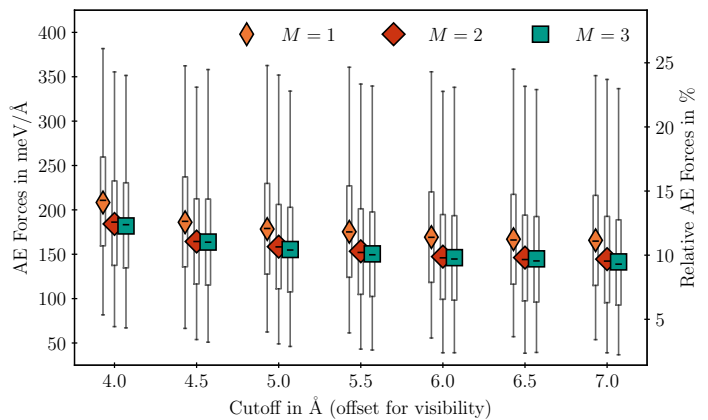 M = 1
M = 2
M = 3
AE Forces in meV/Å
400
350
300
250
200
150
100
50
Relative AE Forces in %
25
20
15
10
5
4.0 4.5 5.0 5.5 6.0 6.5 7.0
Cutoff in Å (offset for visibility)